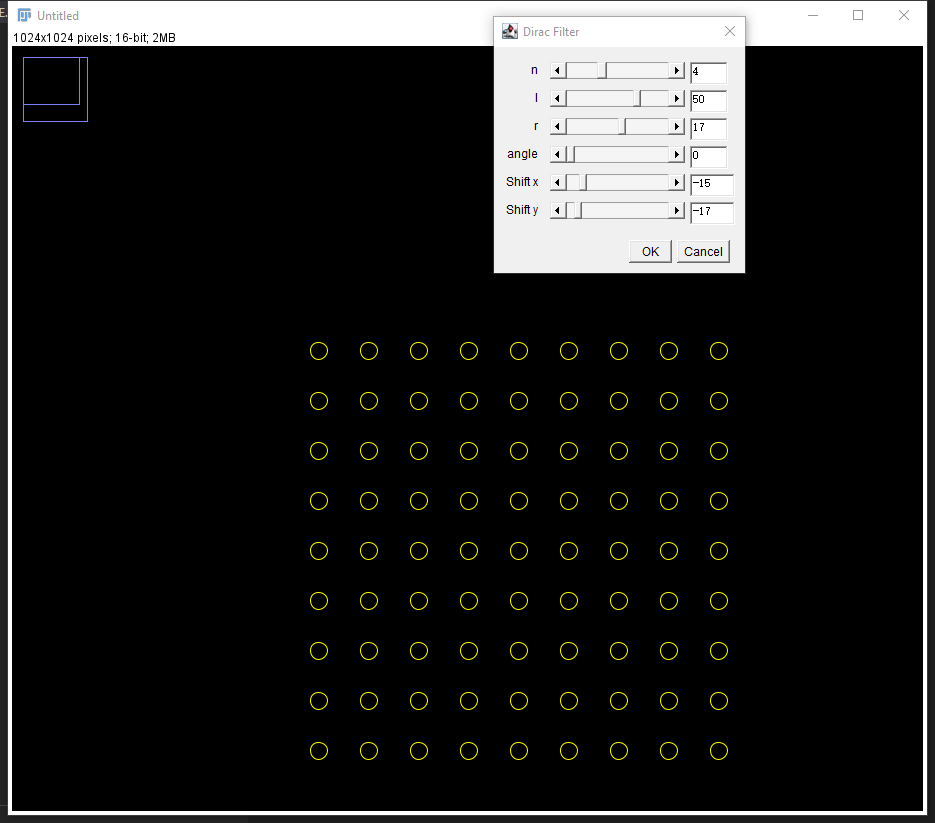 E.
Untitled
1024x1024 pixels; 16-bit; 2MB
Dirac Filter
n 4
l 50
r 17
angle 0
Shift x -15
Shift y -17
OK Cancel